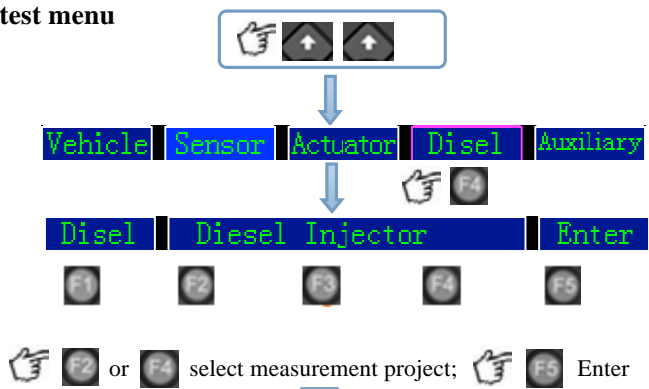 test menu
Vehicle Sensor Actuator Disel Auxiliary
F4
Disel Diesel Injector Enter
F1 F2 F3 F4 F5
F2 or F4 select measurement project; F5 Enter